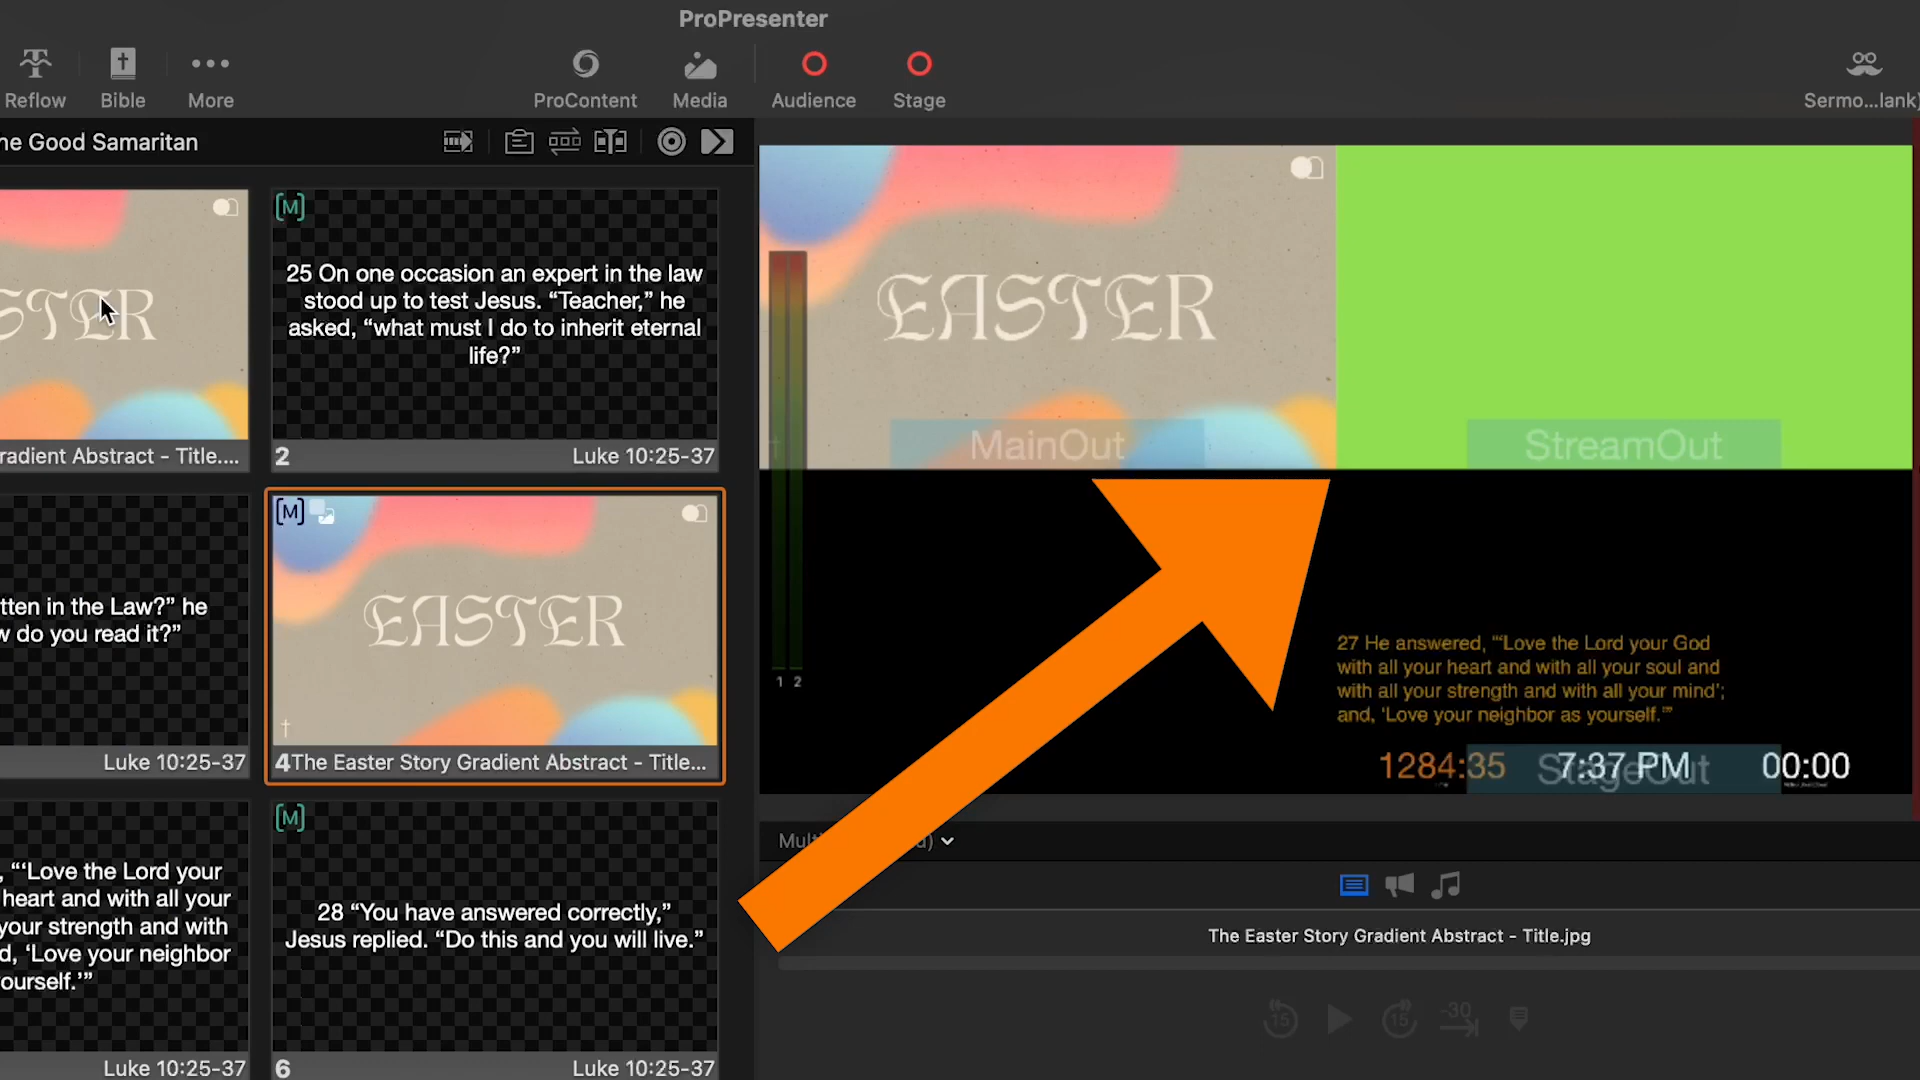 ProPresenter
Reflow
Bible
More
ProContent
Media
Audience
Stage
Sermo...lank)
he Good Samaritan
STER
radient Abstract - Title....
[M]
25 On one occasion an expert in the law
stood up to test Jesus. “Teacher,” he
asked, “what must I do to inherit eternal
life?”
2
Luke 10:25-37
tten in the Law?” he
w do you read it?”
Luke 10:25-37
[M]
EASTER
4The Easter Story Gradient Abstract - Title...
, “‘Love the Lord your
heart and with all your
your strength and with
d, ‘Love your neighbor
ourself.’”
Luke 10:25-37
[M]
28 “You have answered correctly,”
Jesus replied. “Do this and you will live.”
6
Luke 10:25-37
EASTER
MainOut
StreamOut
1 2
27 He answered, “‘Love the Lord your God
with all your heart and with all your soul and
with all your strength and with all your mind’;
and, ‘Love your neighbor as yourself.’”
1284:35
7:37 PM
00:00
StageOut
The Easter Story Gradient Abstract - Title.jpg
15
15
-30